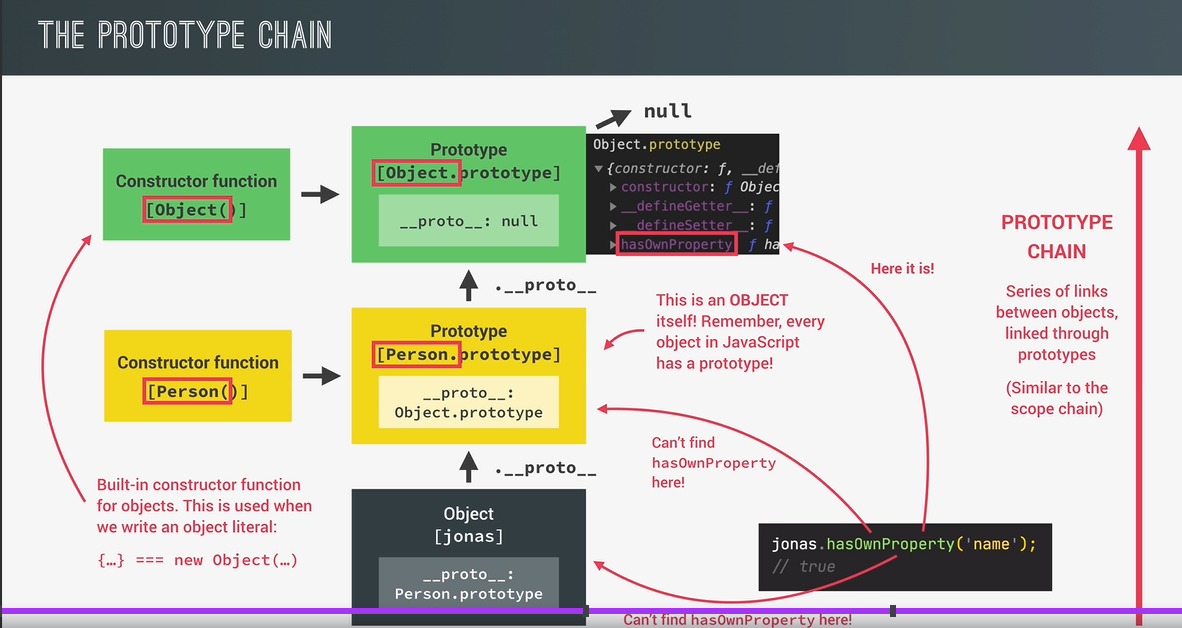 THE PROTOTYPE CHAIN
null
Constructor function
[Object()]
Prototype
[Object.prototype]
__proto__: null
Object.prototype
{constructor: ƒ, __def
constructor: ƒ Objec
__defineGetter__: ƒ
__defineSetter__: ƒ
hasOwnProperty ƒ ha
Here it is!
.__proto__
Constructor function
[Person()]
Prototype
[Person.prototype]
__proto__:
Object.prototype
This is an OBJECT
itself! Remember, every
object in JavaScript
has a prototype!
PROTOTYPE
CHAIN
Series of links
between objects,
linked through
prototypes
(Similar to the
scope chain)
.__proto__
Can't find
hasOwnProperty
here!
Built-in constructor function
for objects. This is used when
we write an object literal:
{…} === new Object(…)
Object
[jonas]
__proto__:
Person.prototype
jonas.hasOwnProperty('name');
// true
Can't find hasOwnProperty here!